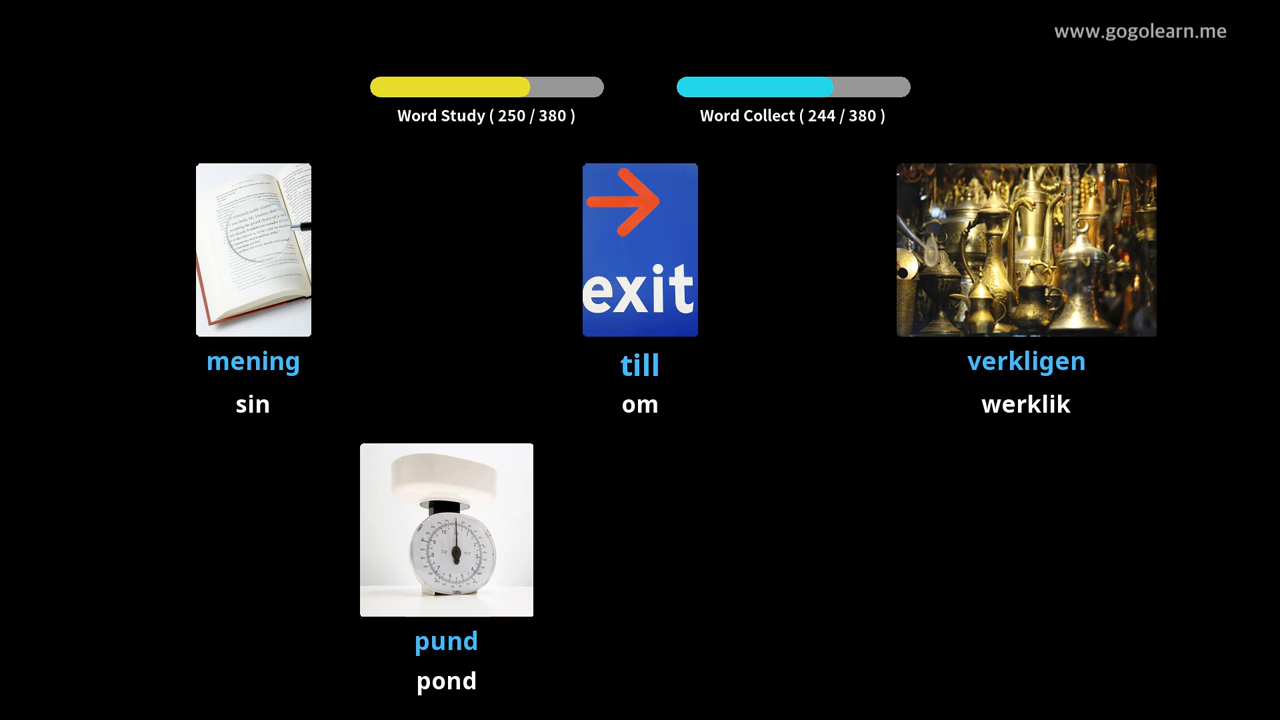 www.gogolearn.me
Word Study ( 250 / 380 )
Word Collect ( 244 / 380 )
exit
mening
till
verkligen
sin
om
werklik
pund
pond